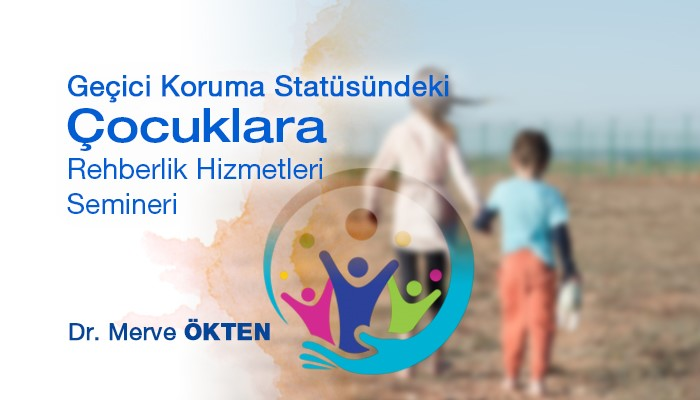 Geçici Koruma Statüsündeki
Çocuklara
Rehberlik Hizmetleri
Semineri
Dr. Merve ÖKTEN